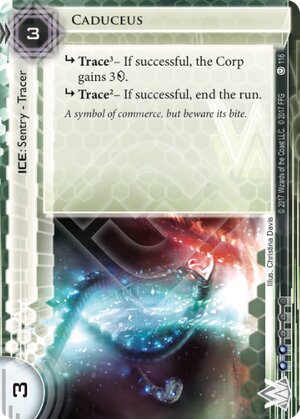 3
CADUCEUS
ICE: Sentry - Tracer
Trace³– If successful, the Corp
gains 3
Trace²– If successful, end the run.
A symbol of commerce, but beware its bite.
© 2017 Wizards of the Coast LLC. © 2017 FFG
116
Illus. Christina Davis
3